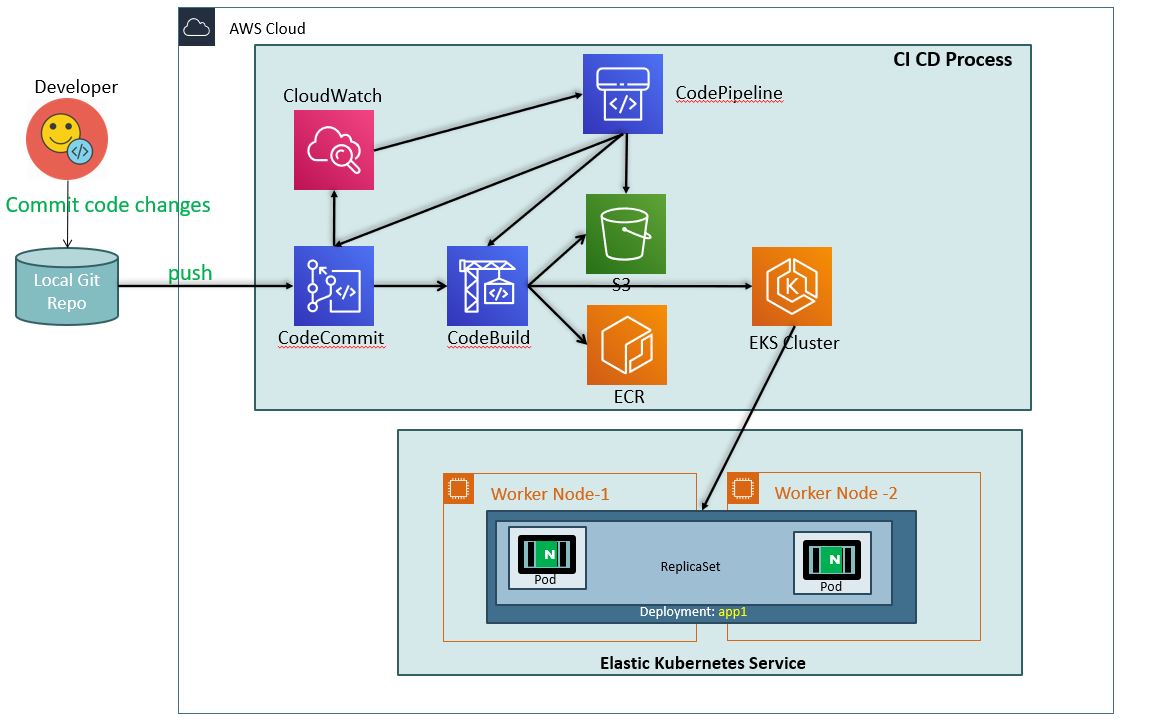 AWS Cloud
CI CD Process
Developer
CloudWatch
CodePipeline
Commit code changes
push
Local Git
Repo
S3
CodeCommit
CodeBuild
EKS Cluster
ECR
Worker Node-1
Worker Node -2
N
N
ReplicaSet
Pod
Pod
Deployment: app1
Elastic Kubernetes Service
K